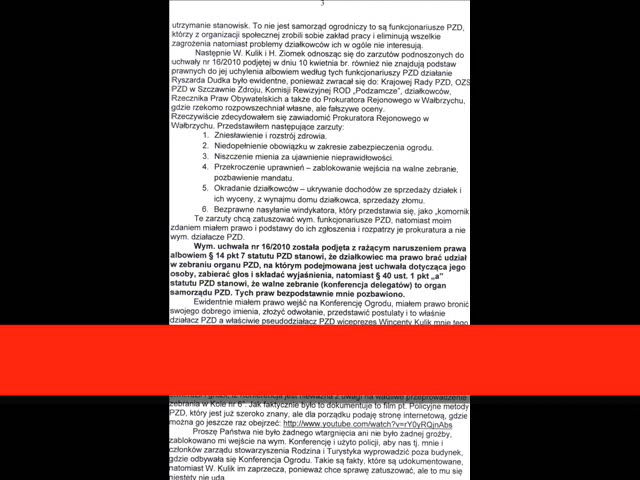 3
utrzymanie stanowisk. To nie jest samorząd ogrodniczy to są funkcjonariusze PZD,
którzy z organizacji społecznej zrobili sobie zakład pracy i eliminują wszelkie
zagrożenia natomiast problemy działkowców ich w ogóle nie interesują.
Następnie W. Kulik i H. Ziomek odnosząc się do zarzutów podnoszonych do
uchwały nr 16/2010 podjętej w dniu 10 kwietnia br. również nie znajdują podstaw
prawnych do jej uchylenia albowiem według tych funkcjonariuszy PZD działanie
Ryszarda Dudka było ewidentne, ponieważ zwracał się do: Krajowej Rady PZD, OZS
PZD w Szczawnie Zdroju, Komisji Rewizyjnej ROD „Podzamcze", działkowców,
Rzecznika Praw Obywatelskich a także do Prokuratora Rejonowego w Wałbrzychu,
gdzie rzekomo rozpowszechniał własne, ale fałszywe oceny.
Rzeczywiście zdecydowałem się zawiadomić Prokuratora Rejonowego w
Wałbrzychu. Przedstawiłem następujące zarzuty:
1. Zniesławienie i rozstrój zdrowia.
2. Niedopełnienie obowiązku w zakresie zabezpieczenia ogrodu.
3. Niszczenie mienia za ujawnienie nieprawidłowości.
4. Przekroczenie uprawnień – zablokowanie wejścia na walne zebranie,
pozbawienie mandatu.
5. Okradanie działkowców - ukrywanie dochodów ze sprzedaży działek i
ich wyceny, z wynajmu domu działkowca, sprzedaży złomu.
6. Bezprawne nasyłanie windykatora, który przedstawia się, jako „komornik
Te zarzuty chcą zatuszować wym. funkcjonariusze PZD, natomiast moim
zdaniem miałem prawo i podstawy do ich zgłoszenia i rozpatrzy je prokuratura a nie
wym. działacze PZD.
Wym. uchwała nr 16/2010 została podjęta z rażącym naruszeniem prawa
albowiem § 14 pkt 7 statutu PZD stanowi, że działkowiec ma prawo brać udział
w zebraniu organu PZD, na którym podejmowana jest uchwała dotycząca jego
osoby, zabierać głos i składać wyjaśnienia, natomiast § 40 ust. 1 pkt „a"
statutu PZD stanowi, że walne zebranie (konferencja delegatów) to organ
samorządu PZD. Tych praw bezpodstawnie mnie pozbawiono.
Ewidentnie miałem prawo wejść na Konferencję Ogrodu, miałem prawo bronić
swojego dobrego imienia, złożyć odwołanie, przedstawić postulaty i to właśnie
działacz PZD a właściwie pseudodziałacz PZD wiceprezes Wincenty Kulik mnie tego
zebrania w Kole nr 6". Jak faktycznie było to dokumentuje to film pt. Policyjne metody
PZD, który jest już szeroko znany, ale dla porządku podaję stronę internetową, gdzie
można go jeszcze raz obejrzeć: http://www.youtube.com/watch?v=rY0yRQjnAbs
Proszę Państwa nie było żadnego wtargnięcia ani nie było żadnej groźby,
zablokowano mi wejście na wym. Konferencję i użyto policji, aby nas tj. mnie i
członków zarządu stowarzyszenia Rodzina i Turystyka wyprowadzić poza budynek,
gdzie odbywała się Konferencja Ogrodu. Takie są fakty, które są udokumentowane,
natomiast W. Kulik im zaprzecza, ponieważ chce sprawę zatuszować, ale to mu się
niestety nie uda.